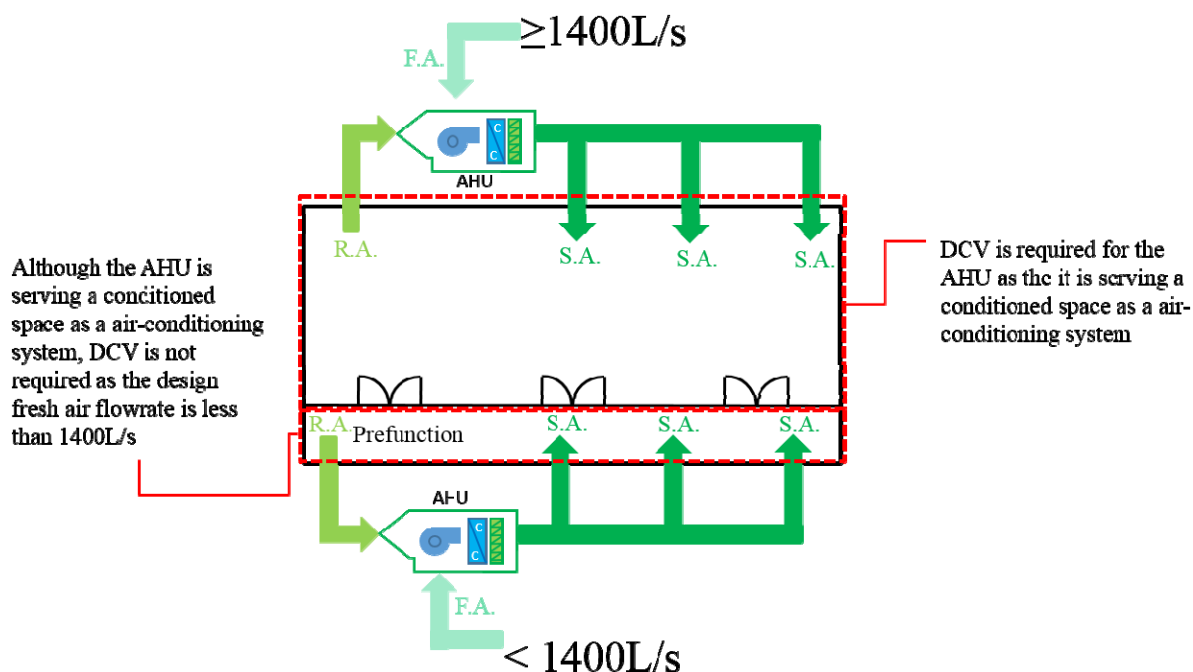 ≥1400L/s
F.A.
C
C
AHU
R.A.
S.A.
S.A.
S.A.
DCV is required for the
AHU as the it is serving a
conditioned space as a air-
conditioning system
Although the AHU is
serving a conditioned
space as a air-conditioning
system, DCV is not
required as the design
fresh air flowrate is less
than 1400L/s
R.A.
Prefunction
S.A.
S.A.
S.A.
AHU
C
C
F.A.
< 1400L/s